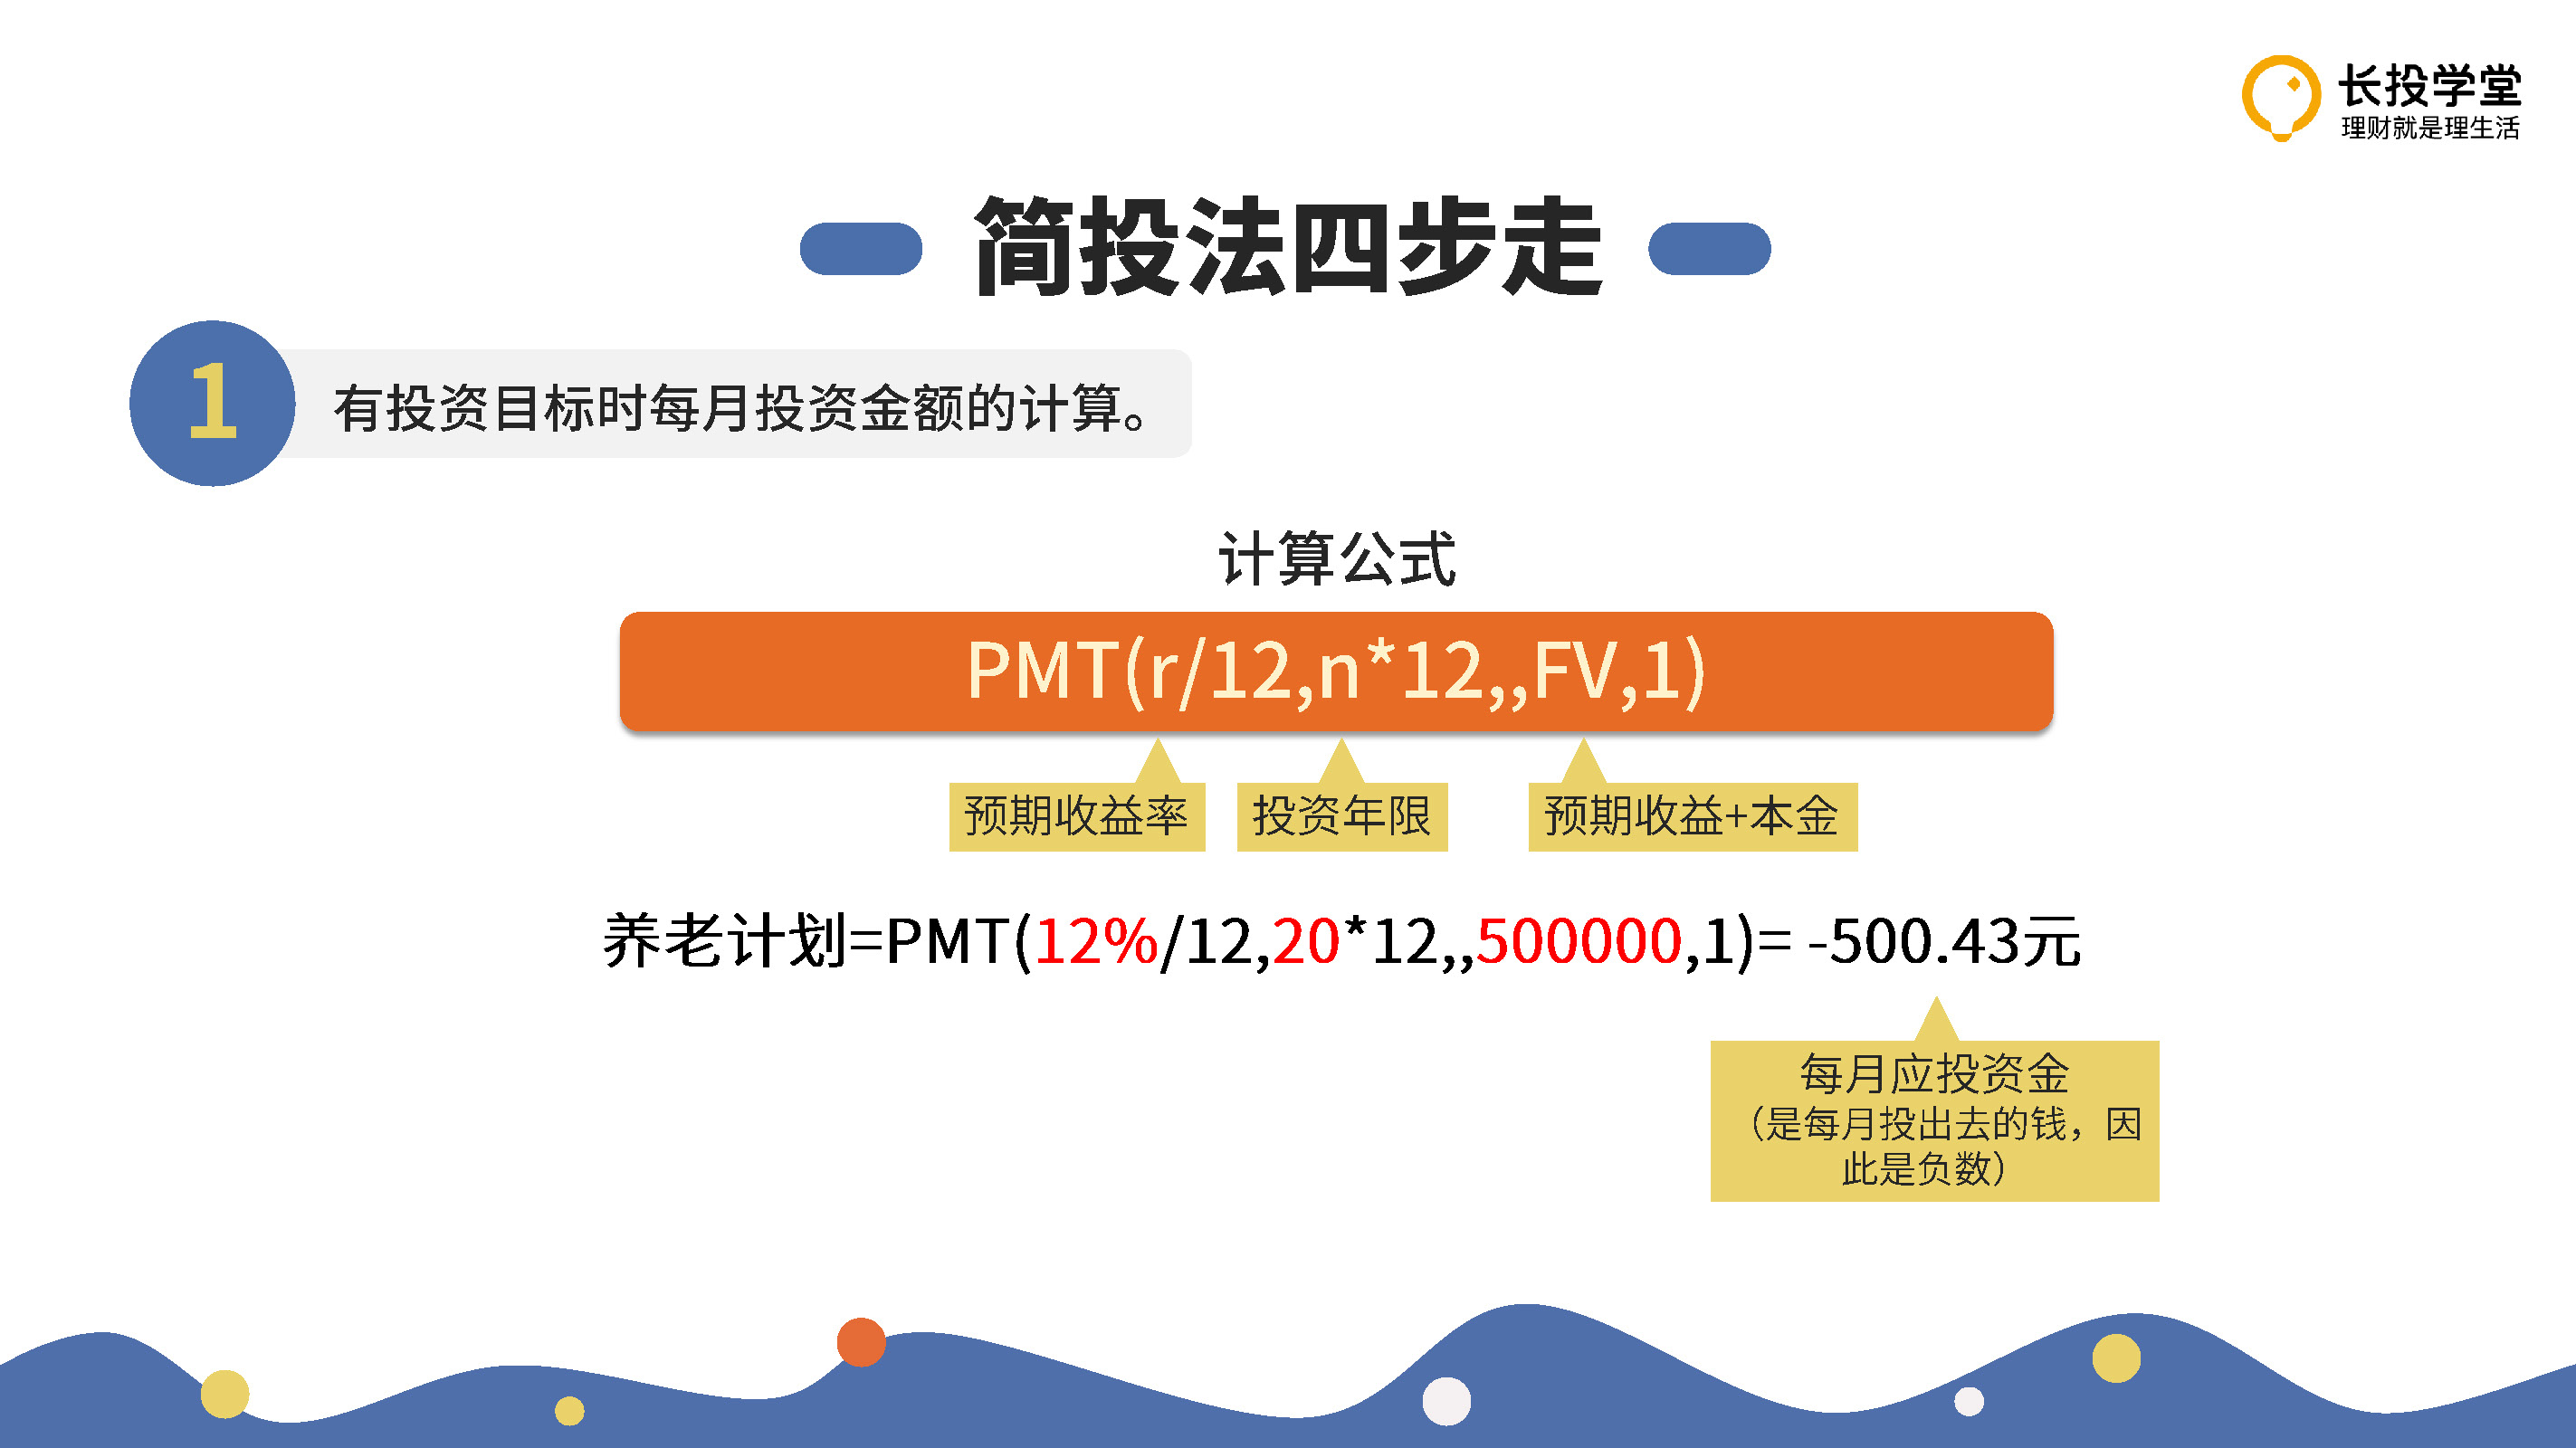 长投学堂
理财就是理生活
简投法四步走
1
有投资目标时每月投资金额的计算。
计算公式
PMT(r/12,n*12,,FV,1)
预期收益率
投资年限
预期收益+本金
养老计划=PMT(12%/12,20*12,,500000,1)= -500.43元
每月应投资金
（是每月投出去的钱，因
此是负数）